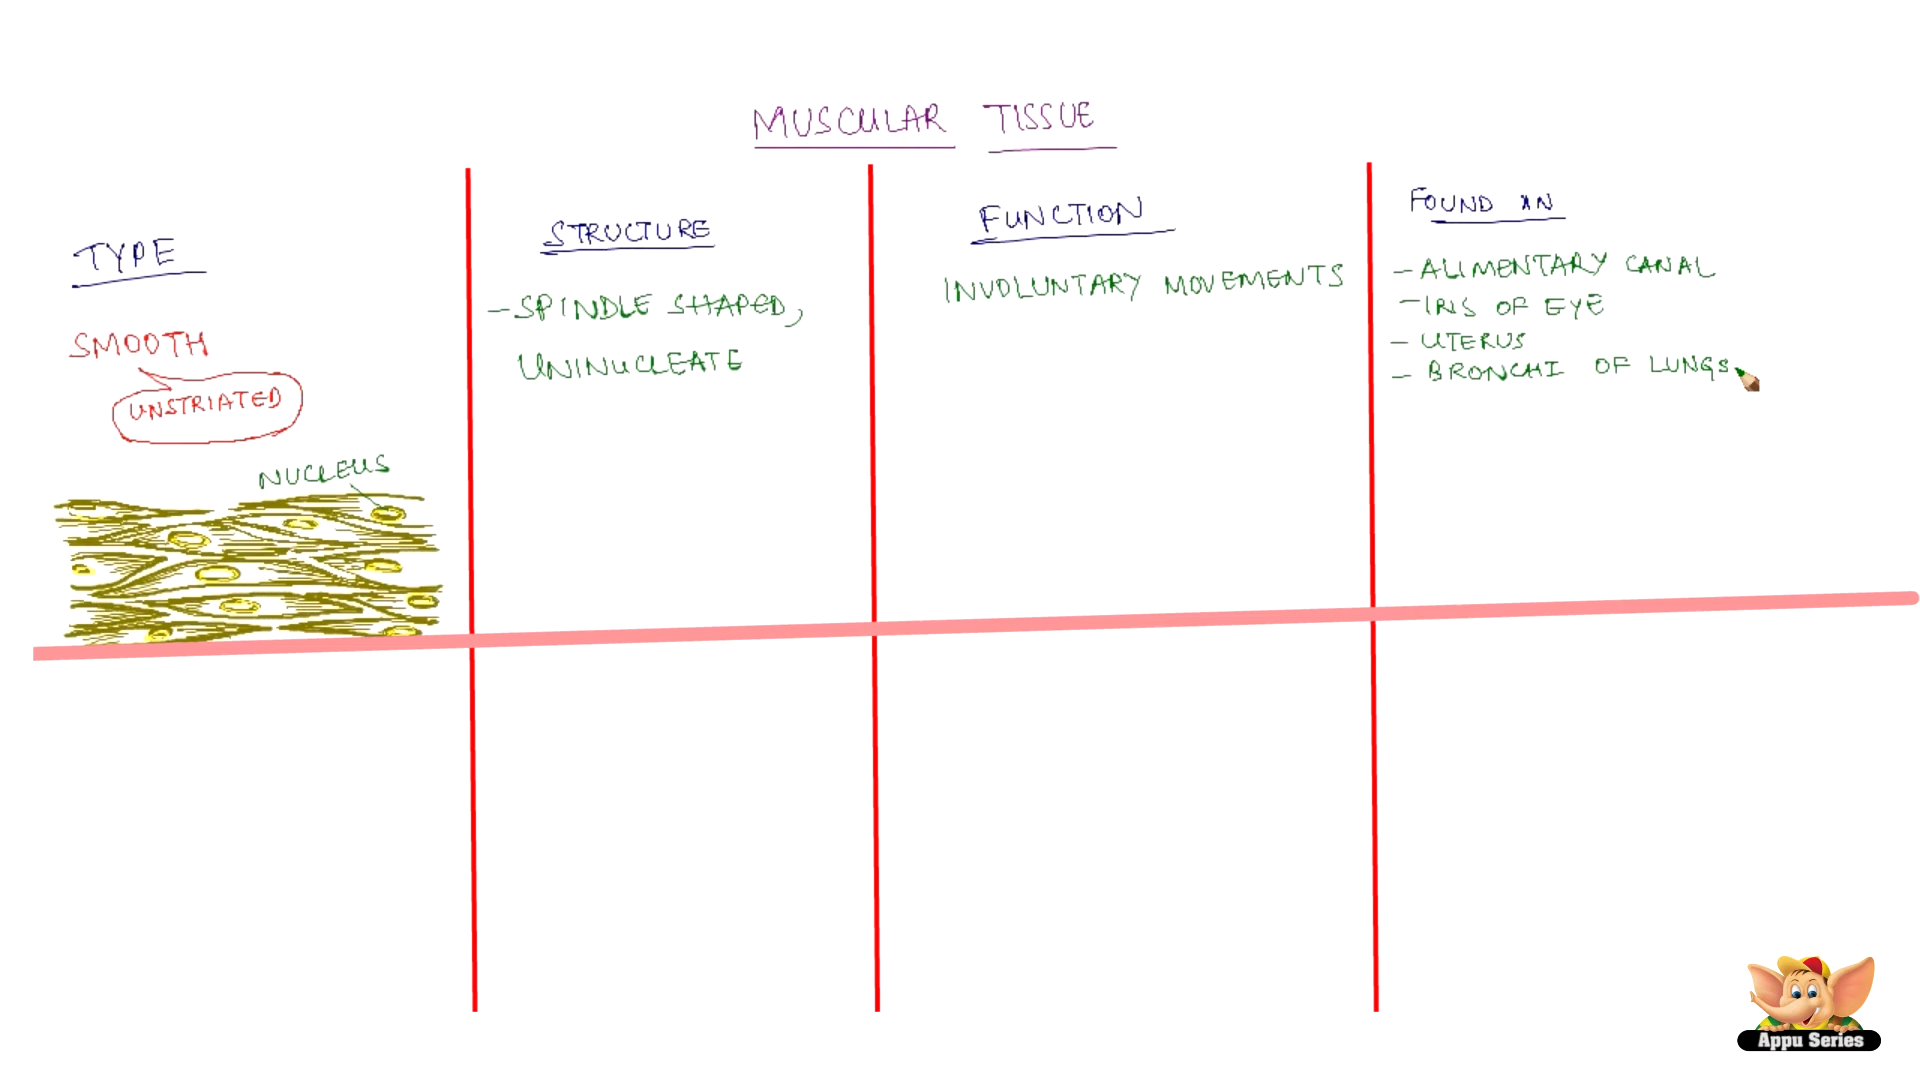 MUSCULAR TISSUE
TYPE
STRUCTURE
FUNCTION
FOUND IN
SMOOTH
UNSTRIATED
NUCLEUS
- SPINDLE SHAPED,
UNINUCLEATE
INVOLUNTARY MOVEMENTS
- ALIMENTARY CANAL
- IRIS OF EYE
- UTERUS
- BRONCHI OF LUNGS
Appu Series